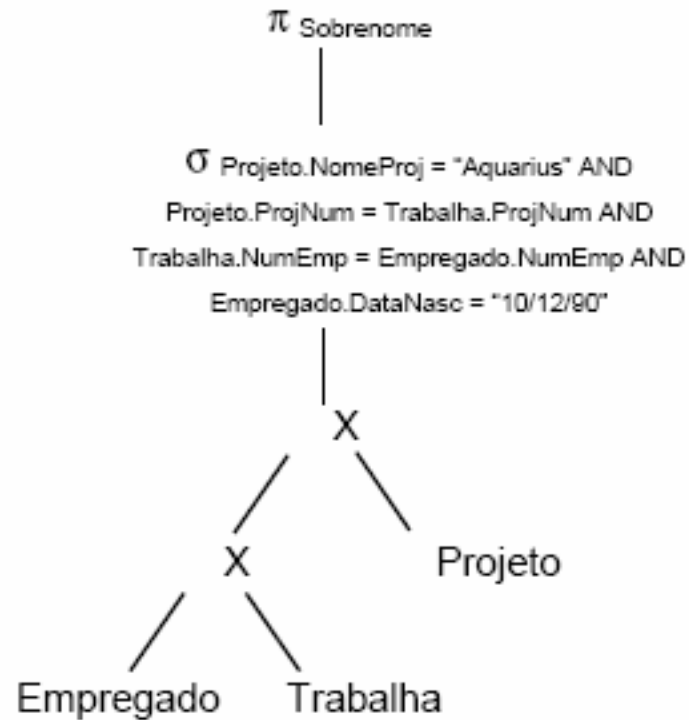 π Sobrenome
σ Projeto.NomeProj = "Aquarius" AND
Projeto.ProjNum = Trabalha.ProjNum AND
Trabalha.NumEmp = Empregado.NumEmp AND
Empregado.DataNasc = "10/12/90"
X
X Projeto
Empregado Trabalha